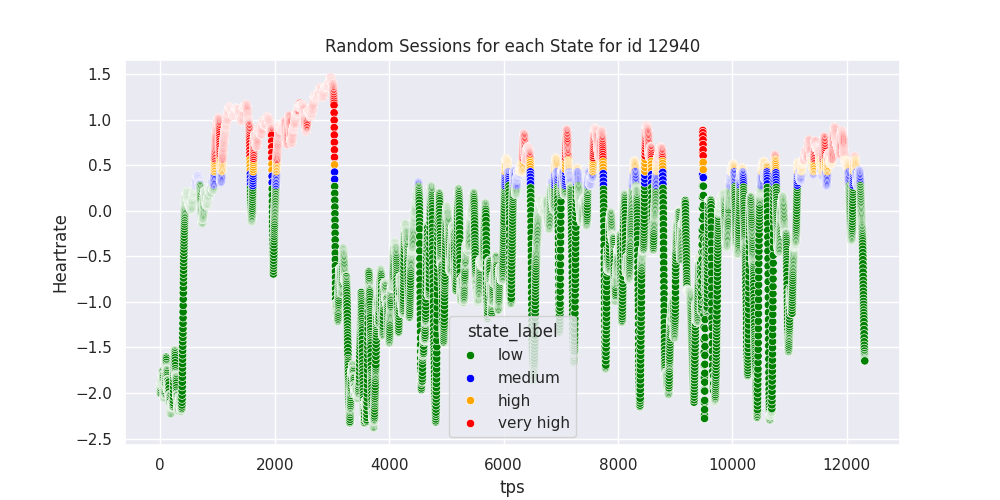 Random Sessions for each State for id 12940
Heartrate
1.5
1.0
0.5
0.0
−0.5
−1.0
−1.5
−2.0
−2.5
state_label
low
medium
high
very high
0
2000
4000
6000
8000
10000
12000
tps